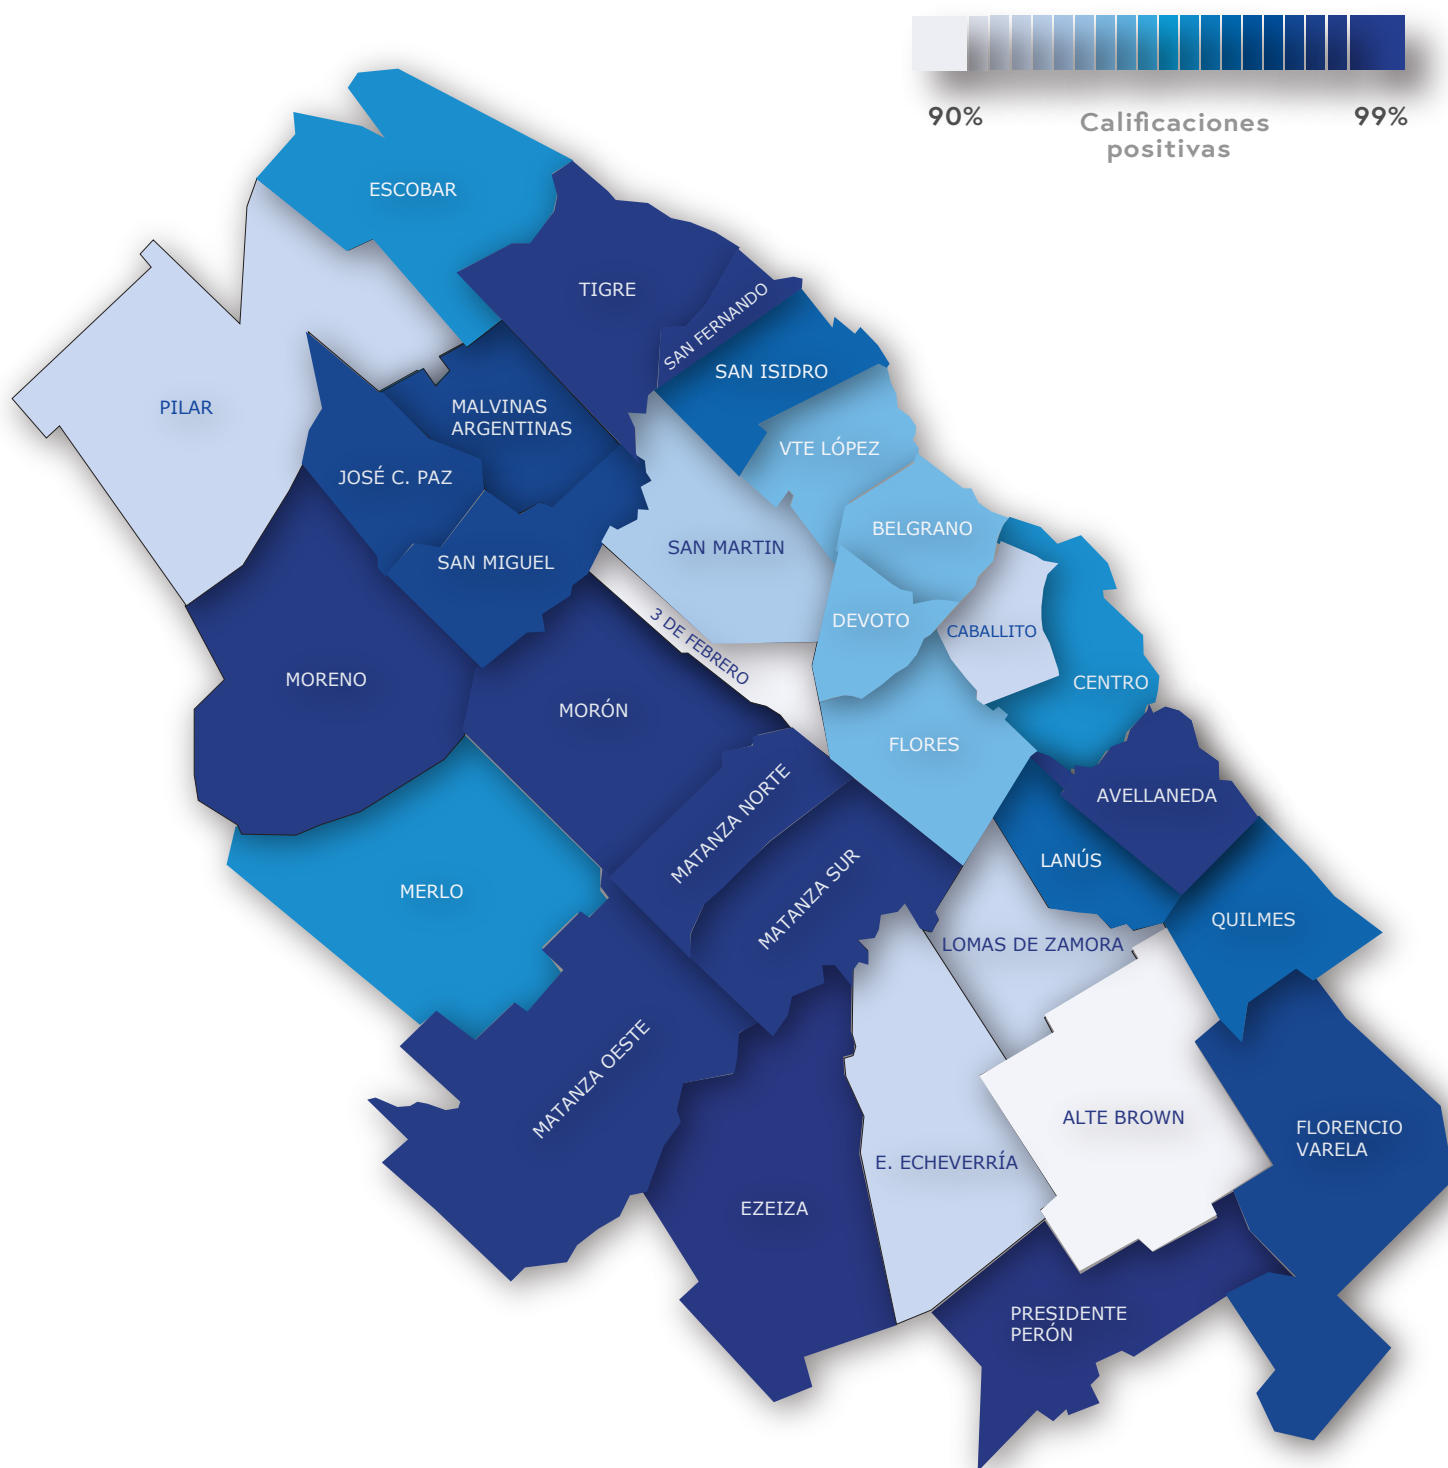 90%
99%
Calificaciones
positivas
ESCOBAR
TIGRE
SAN FERNANDO
SAN ISIDRO
PILAR
MALVINAS
ARGENTINAS
VTE LÓPEZ
JOSÉ C. PAZ
BELGRANO
SAN MARTIN
SAN MIGUEL
DEVOTO
CABALLITO
3 DE FEBRERO
MORENO
CENTRO
MORÓN
FLORES
AVELLANEDA
MATANZA NORTE
LANÚS
MERLO
MATANZA SUR
QUILMES
LOMAS DE ZAMORA
MATANZA OESTE
ALTE BROWN
FLORENCIO
VARELA
E. ECHEVERRÍA
EZEIZA
PRESIDENTE
PERÓN